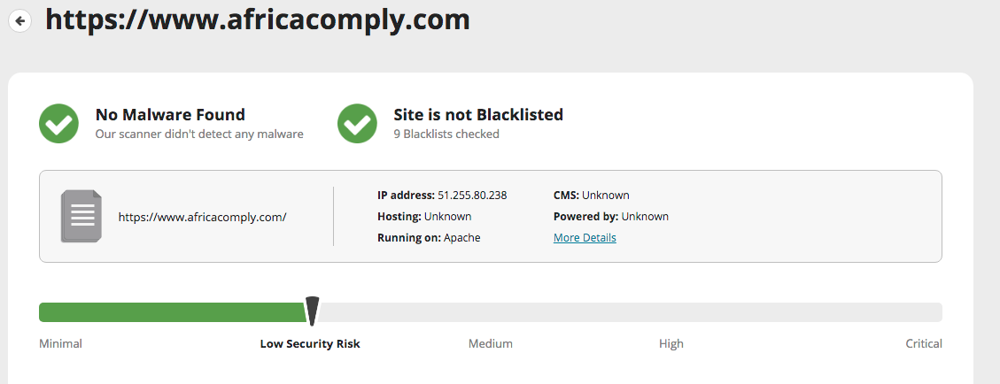 https://www.africacomply.com
No Malware Found
Our scanner didn't detect any malware
Site is not Blacklisted
9 Blacklists checked
https://www.africacomply.com/
IP address: 51.255.80.238
Hosting: Unknown
Running on: Apache
CMS: Unknown
Powered by: Unknown
More Details
Minimal
Low Security Risk
Medium
High
Critical